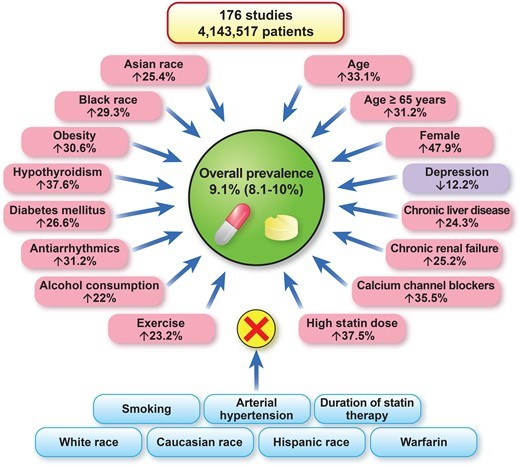 176 studies
4,143,517 patients
Asian race
↑25.4%
Black race
↑29.3%
Obesity
↑30.6%
Hypothyroidism
↑37.6%
Diabetes mellitus
↑26.6%
Antiarrhythmics
↑31.2%
Alcohol consumption
↑22%
Exercise
↑23.2%
Overall prevalence
9.1% (8.1-10%)
Age
↑33.1%
Age ≥ 65 years
↑31.2%
Female
↑47.9%
Depression
↓12.2%
Chronic liver disease
↑24.3%
Chronic renal failure
↑25.2%
Calcium channel blockers
↑35.5%
High statin dose
↑37.5%
Smoking
Arterial
hypertension
Duration of statin
therapy
White race
Caucasian race
Hispanic race
Warfarin